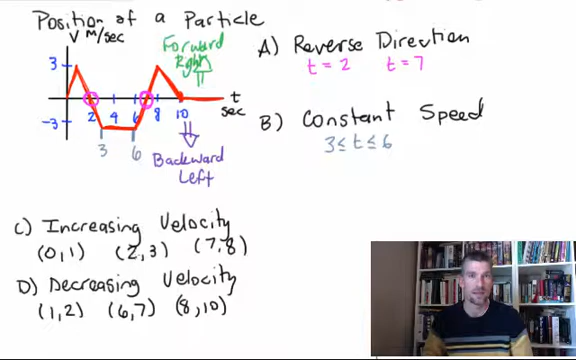 Position of a Particle
V m/sec
3
-3
2 4 6 8 10
t
sec
3 6
Forward
Right
Backward
Left
A) Reverse Direction
t = 2 t = 7
B) Constant Speed
3 ≤ t ≤ 6
C) Increasing Velocity
(0,1) (2,3) (7,8)
D) Decreasing Velocity
(1,2) (6,7) (8,10)